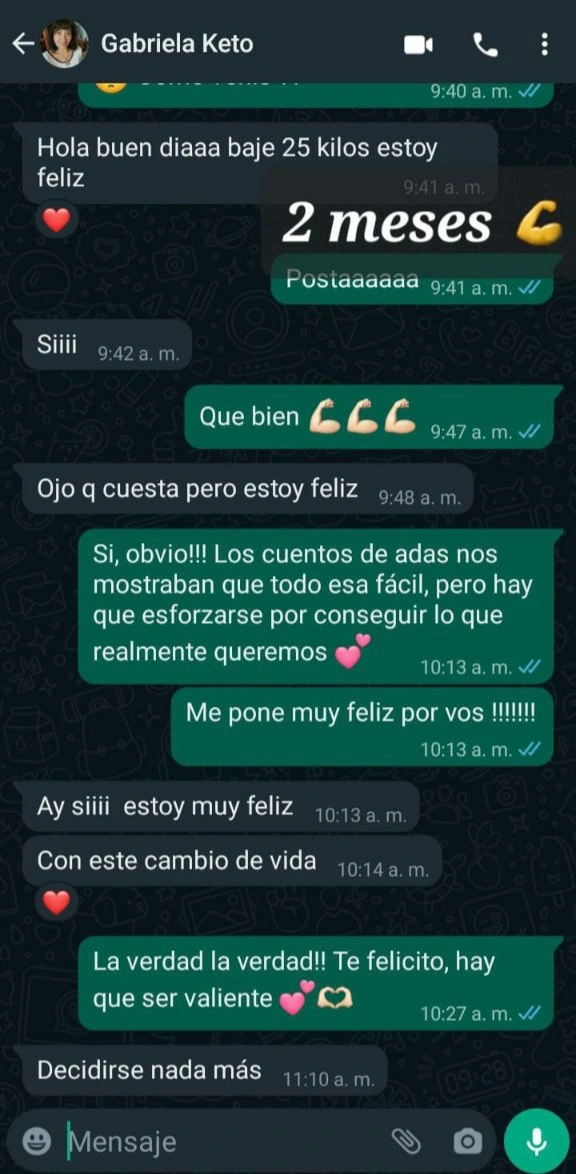 Gabriela Keto
9:40 a. m.
Hola buen diaaa baje 25 kilos estoy
feliz
9:41 a. m.
2 meses 💪
Postaaaaaa 9:41 a. m.
Siiii 9:42 a. m.
Que bien 💪🏻💪🏻💪🏻 9:47 a. m.
Ojo q cuesta pero estoy feliz 9:48 a. m.
Si, obvio!!! Los cuentos de adas nos
mostraban que todo esa fácil, pero hay
que esforzarse por conseguir lo que
realmente queremos 💕
10:13 a. m.
Me pone muy feliz por vos !!!!!!!
10:13 a. m.
Ay siiii estoy muy feliz 10:13 a. m.
Con este cambio de vida 10:14 a. m.
La verdad la verdad!! Te felicito, hay
que ser valiente 💕🫶🏻
10:27 a. m.
Decidirse nada más 11:10 a. m.
Mensaje